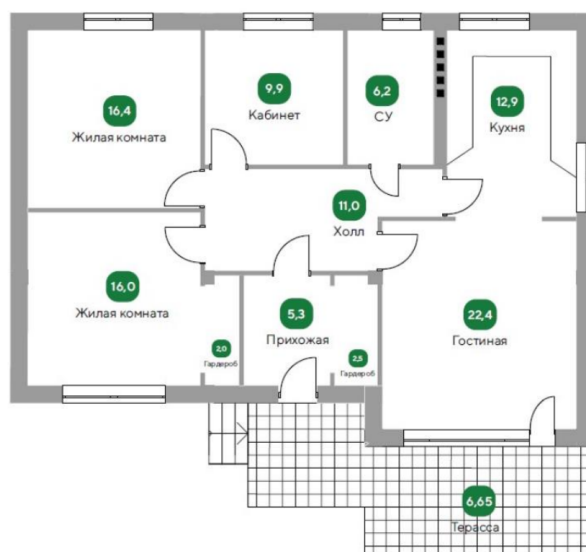 16,4
Жилая комната
9,9
Кабинет
6,2
СУ
12,9
Кухня
11,0
Холл
16,0
Жилая комната
5,3
Прихожая
22,4
Гостиная
2,0
Гардероб
2,5
Гардероб
6,65
Терасса